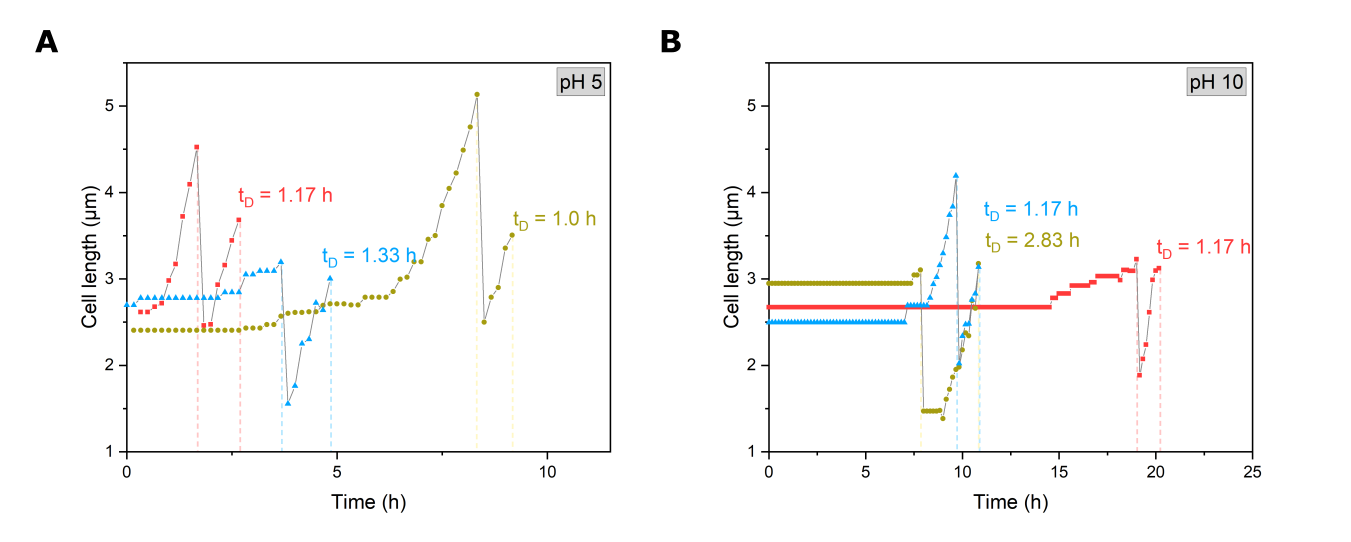 A
B
pH 5
pH 10
5
4
3
2
1
Cell length (µm)
t_D = 1.17 h
t_D = 1.33 h
t_D = 1.0 h
0
5
10
Time (h)
5
4
3
2
1
Cell length (µm)
t_D = 1.17 h
t_D = 2.83 h
t_D = 1.17 h
0
5
10
15
20
25
Time (h)